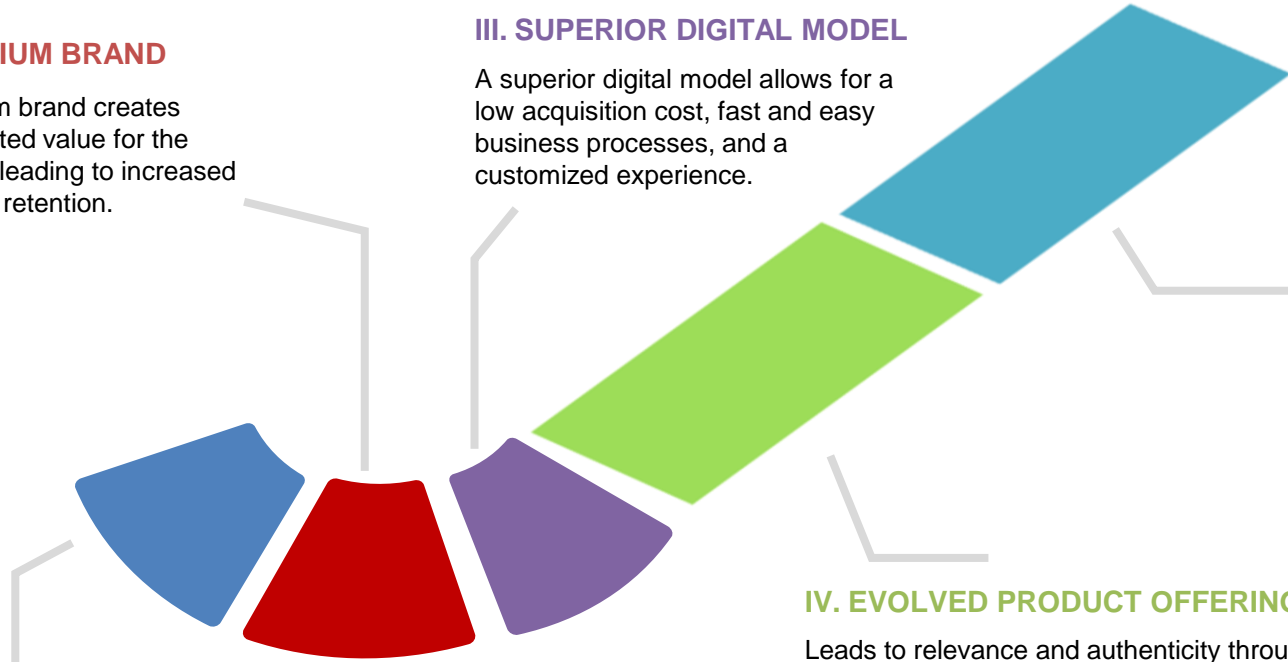 IUM BRAND
m brand creates
ted value for the
leading to increased
retention.
III. SUPERIOR DIGITAL MODEL
A superior digital model allows for a
low acquisition cost, fast and easy
business processes, and a
customized experience.
IV. EVOLVED PRODUCT OFFERING
Leads to relevance and authenticity throu